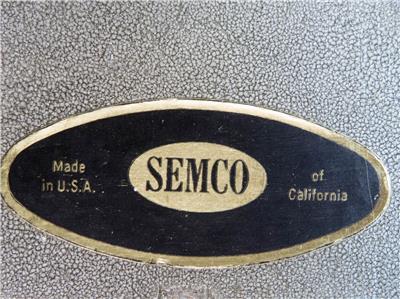 Made
in U.S.A.
SEMCO
of
California